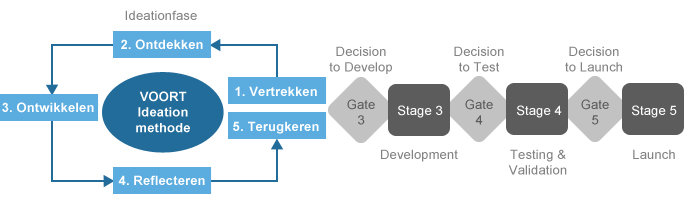 Ideationfase
2. Ontdekken
1. Vertrekken
3. Ontwikkelen
VOORT
Ideation
methode
5. Terugkeren
4. Reflecteren
Decision
to Develop
Gate
3
Stage 3
Development
Decision
to Test
Gate
4
Stage 4
Testing &
Validation
Decision
to Launch
Gate
5
Stage 5
Launch